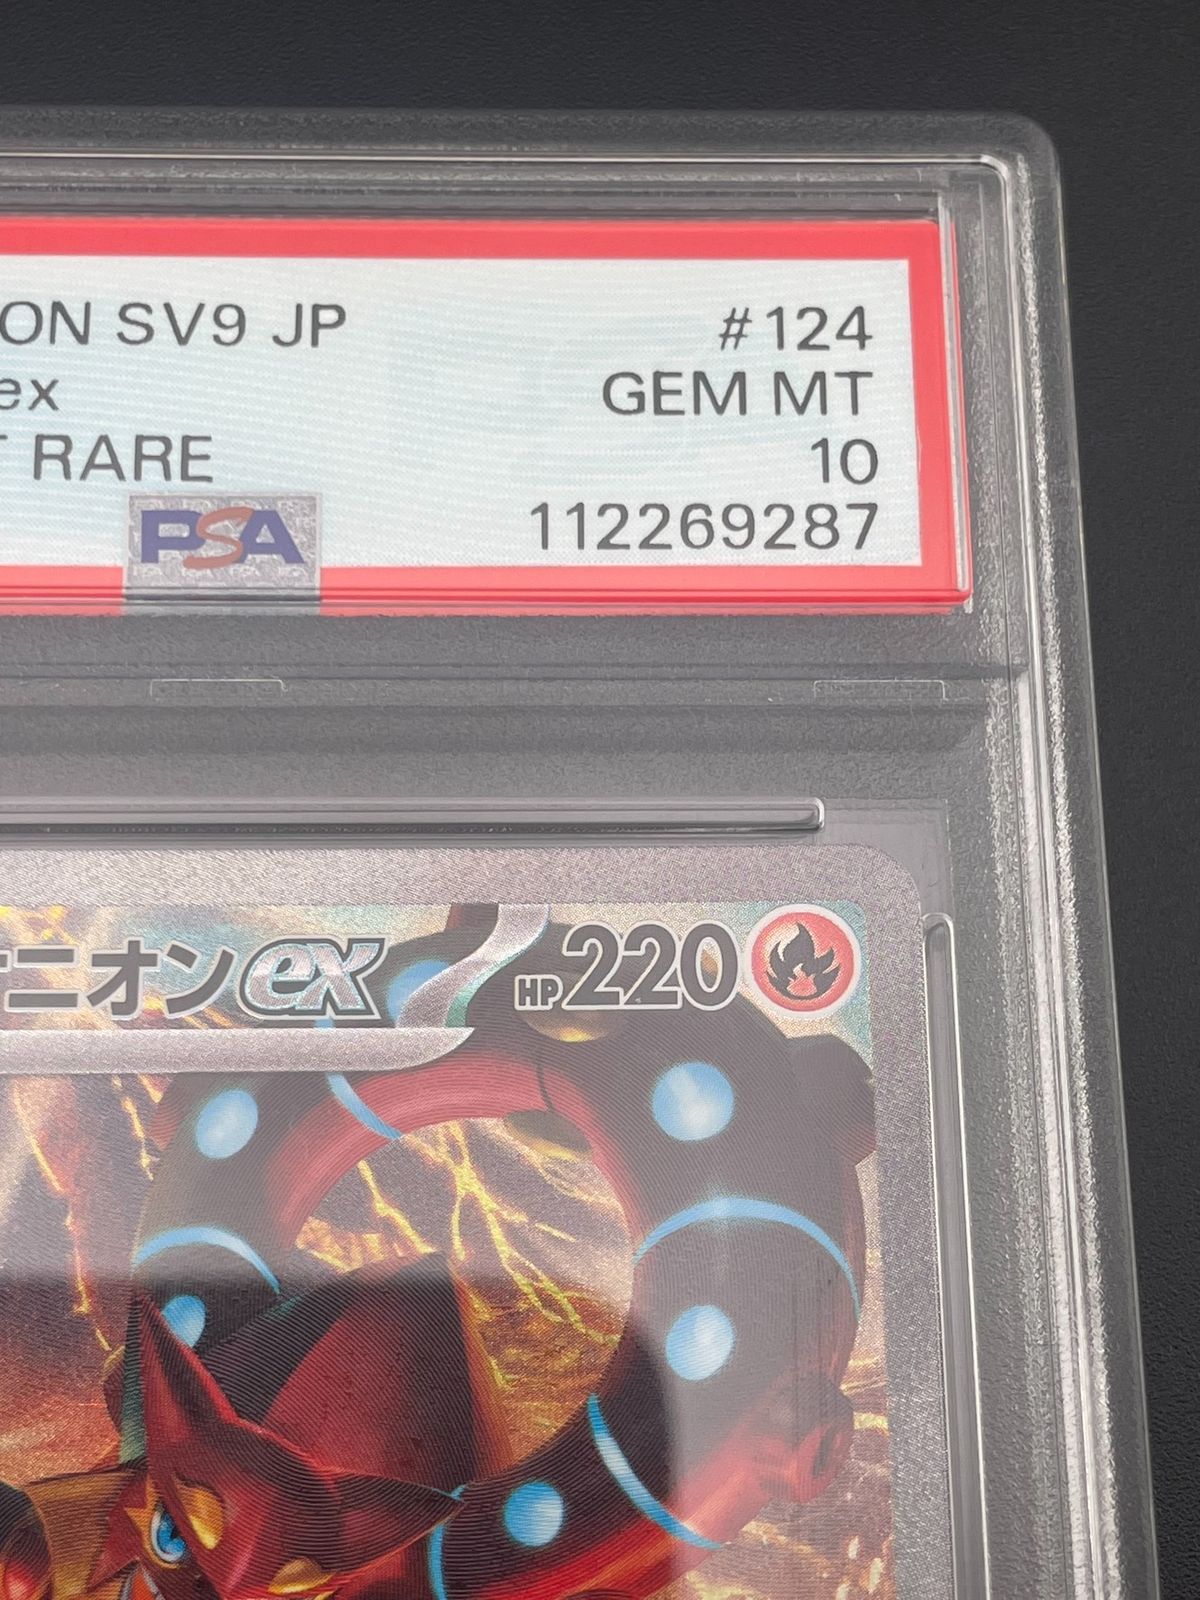 ON SV9 JP #124
ex GEM MT
T RARE 10
PSA 112269287
ニオンex HP220